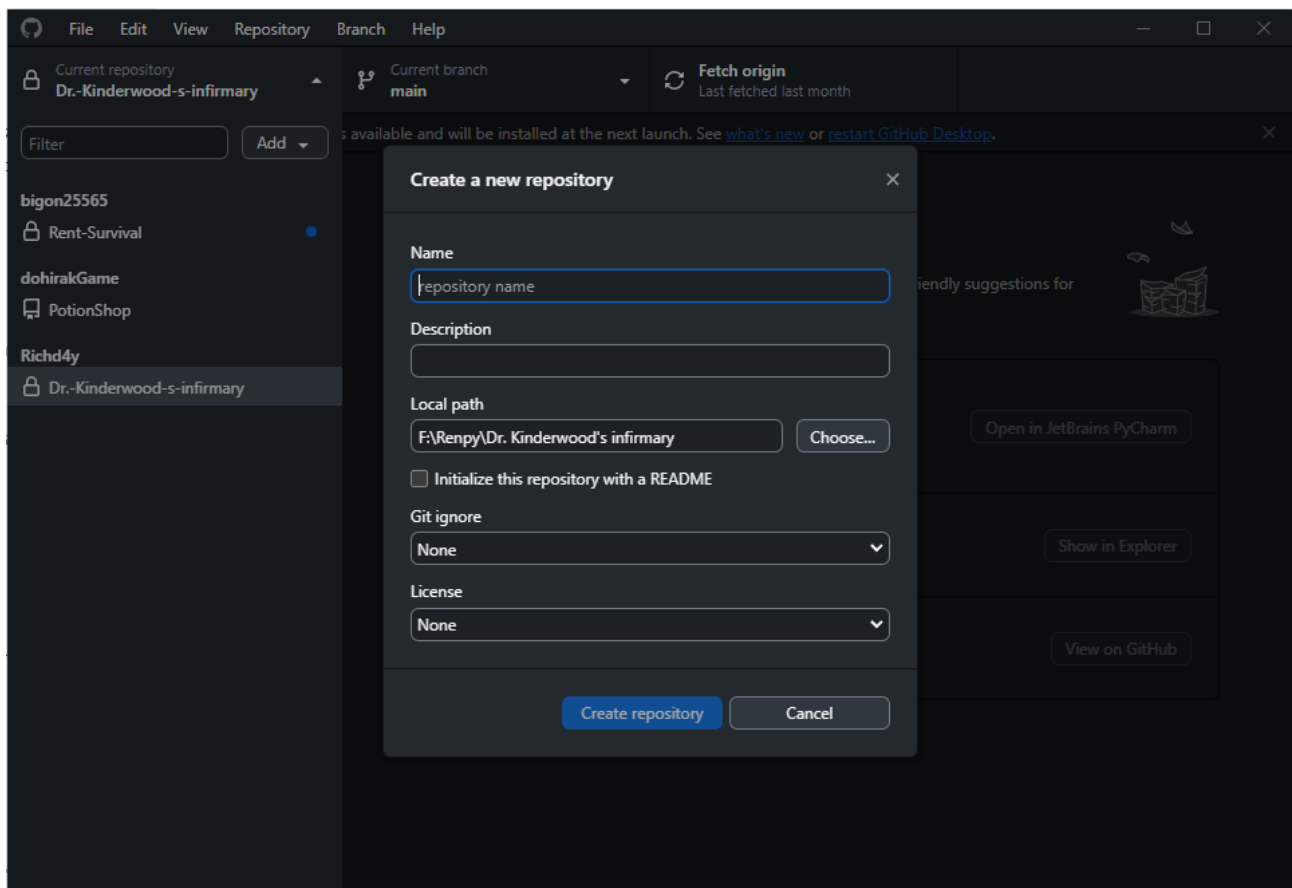 File Edit View Repository Branch Help
Current repository
Dr.-Kinderwood-s-infirmary
Current branch
main
Fetch origin
Last fetched last month
Filter
Add
available and will be installed at the next launch. See what's new or restart GitHub Desktop.
bigon25565
Rent-Survival
dohirakGame
PotionShop
Richd4y
Dr.-Kinderwood-s-infirmary
Create a new repository
Name
repository name
Description
Local path
F:\Renpy\Dr. Kinderwood's infirmary
Choose...
Initialize this repository with a README
Git ignore
None
License
None
Create repository
Cancel
iendly suggestions for
Open in JetBrains PyCharm
Show in Explorer
View on GitHub